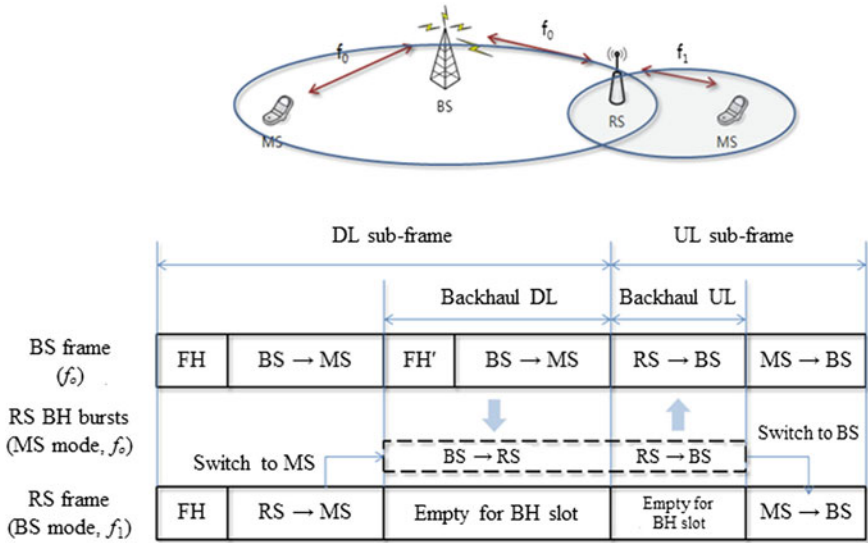 f₀
f₀
f₁
BS
RS
MS
MS
DL sub-frame
UL sub-frame
Backhaul DL
Backhaul UL
BS frame
(fₒ)
FH
BS → MS
FH′
BS → MS
RS → BS
MS → BS
RS BH bursts
(MS mode, fₒ)
Switch to MS
BS → RS
RS → BS
Switch to BS
RS frame
(BS mode, f₁)
FH
RS → MS
Empty for BH slot
Empty for
BH slot
MS → BS